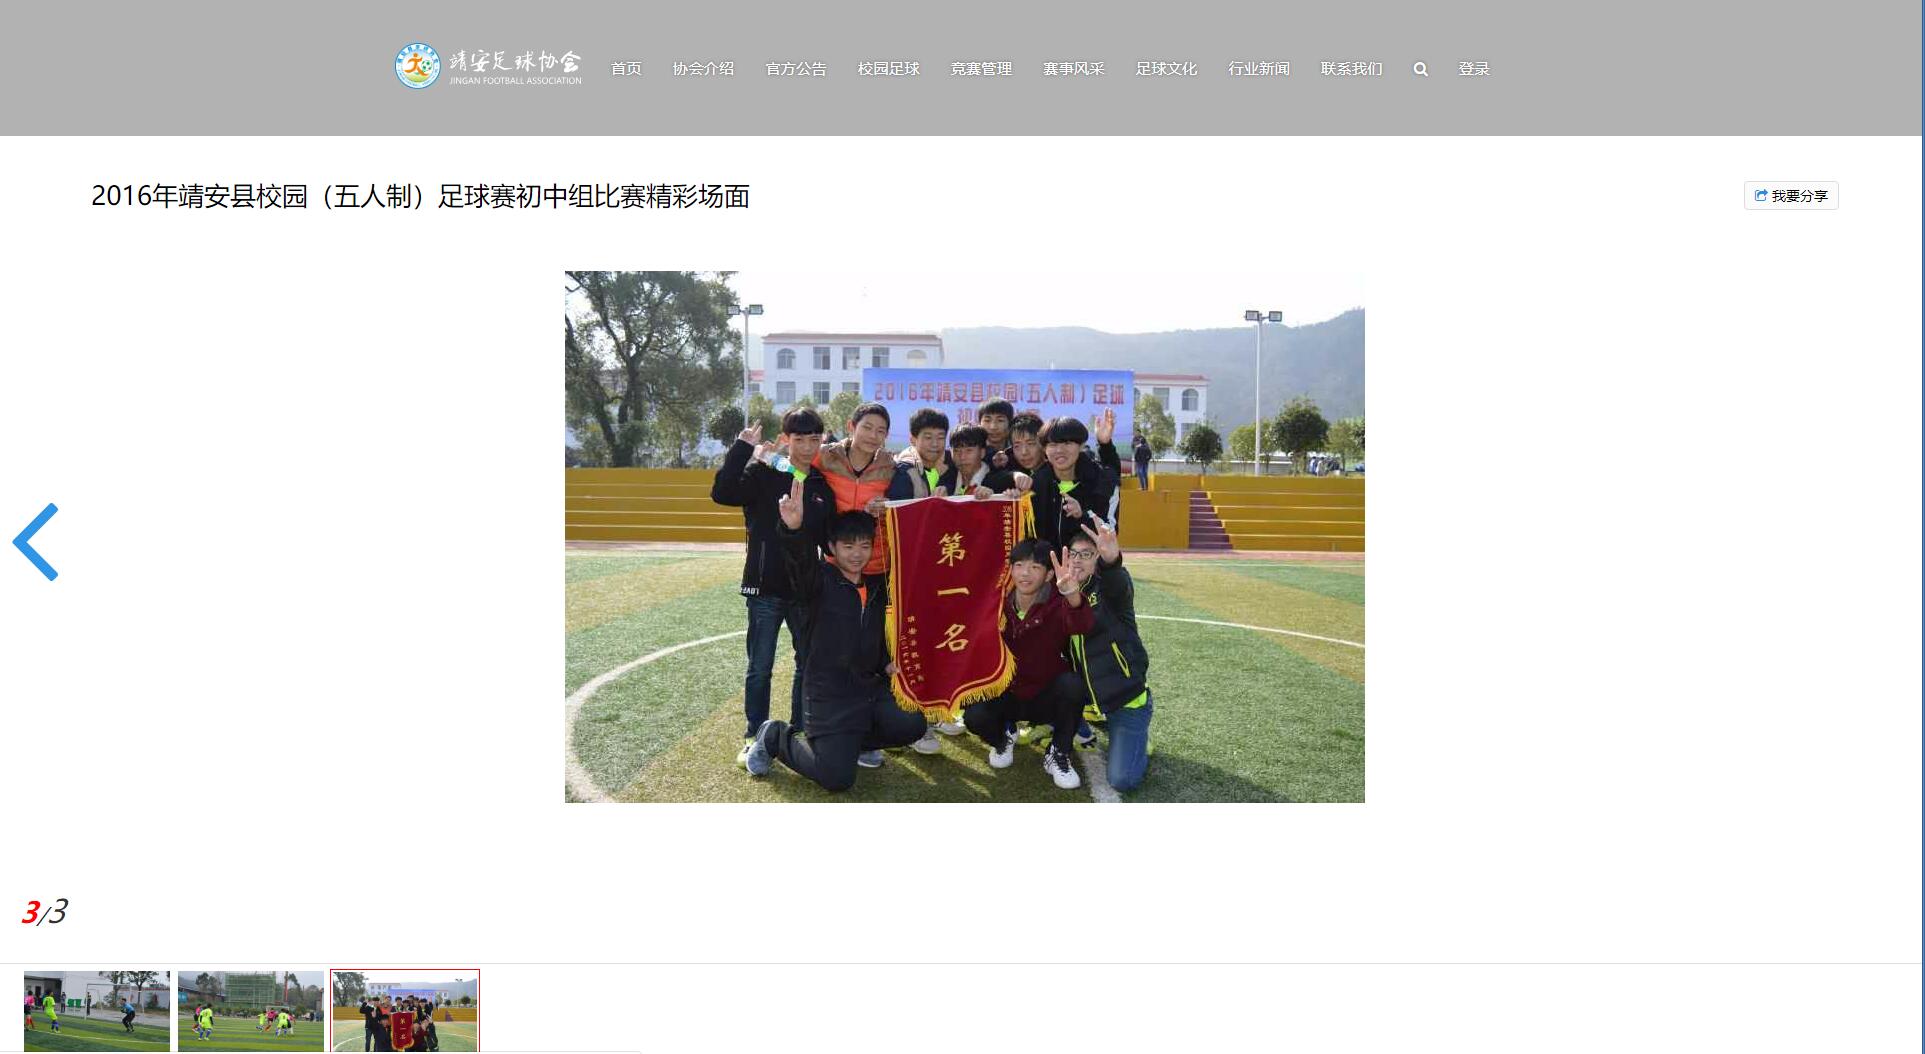 靖安足球协会
JINGAN FOOTBALL ASSOCIATION
首页 协会介绍 官方公告 校园足球 竞赛管理 赛事风采 足球文化 行业新闻 联系我们 登录
2016年靖安县校园（五人制）足球赛初中组比赛精彩场面
我要分享
2016年靖安县校园(五人制)足球
第一名
3/3